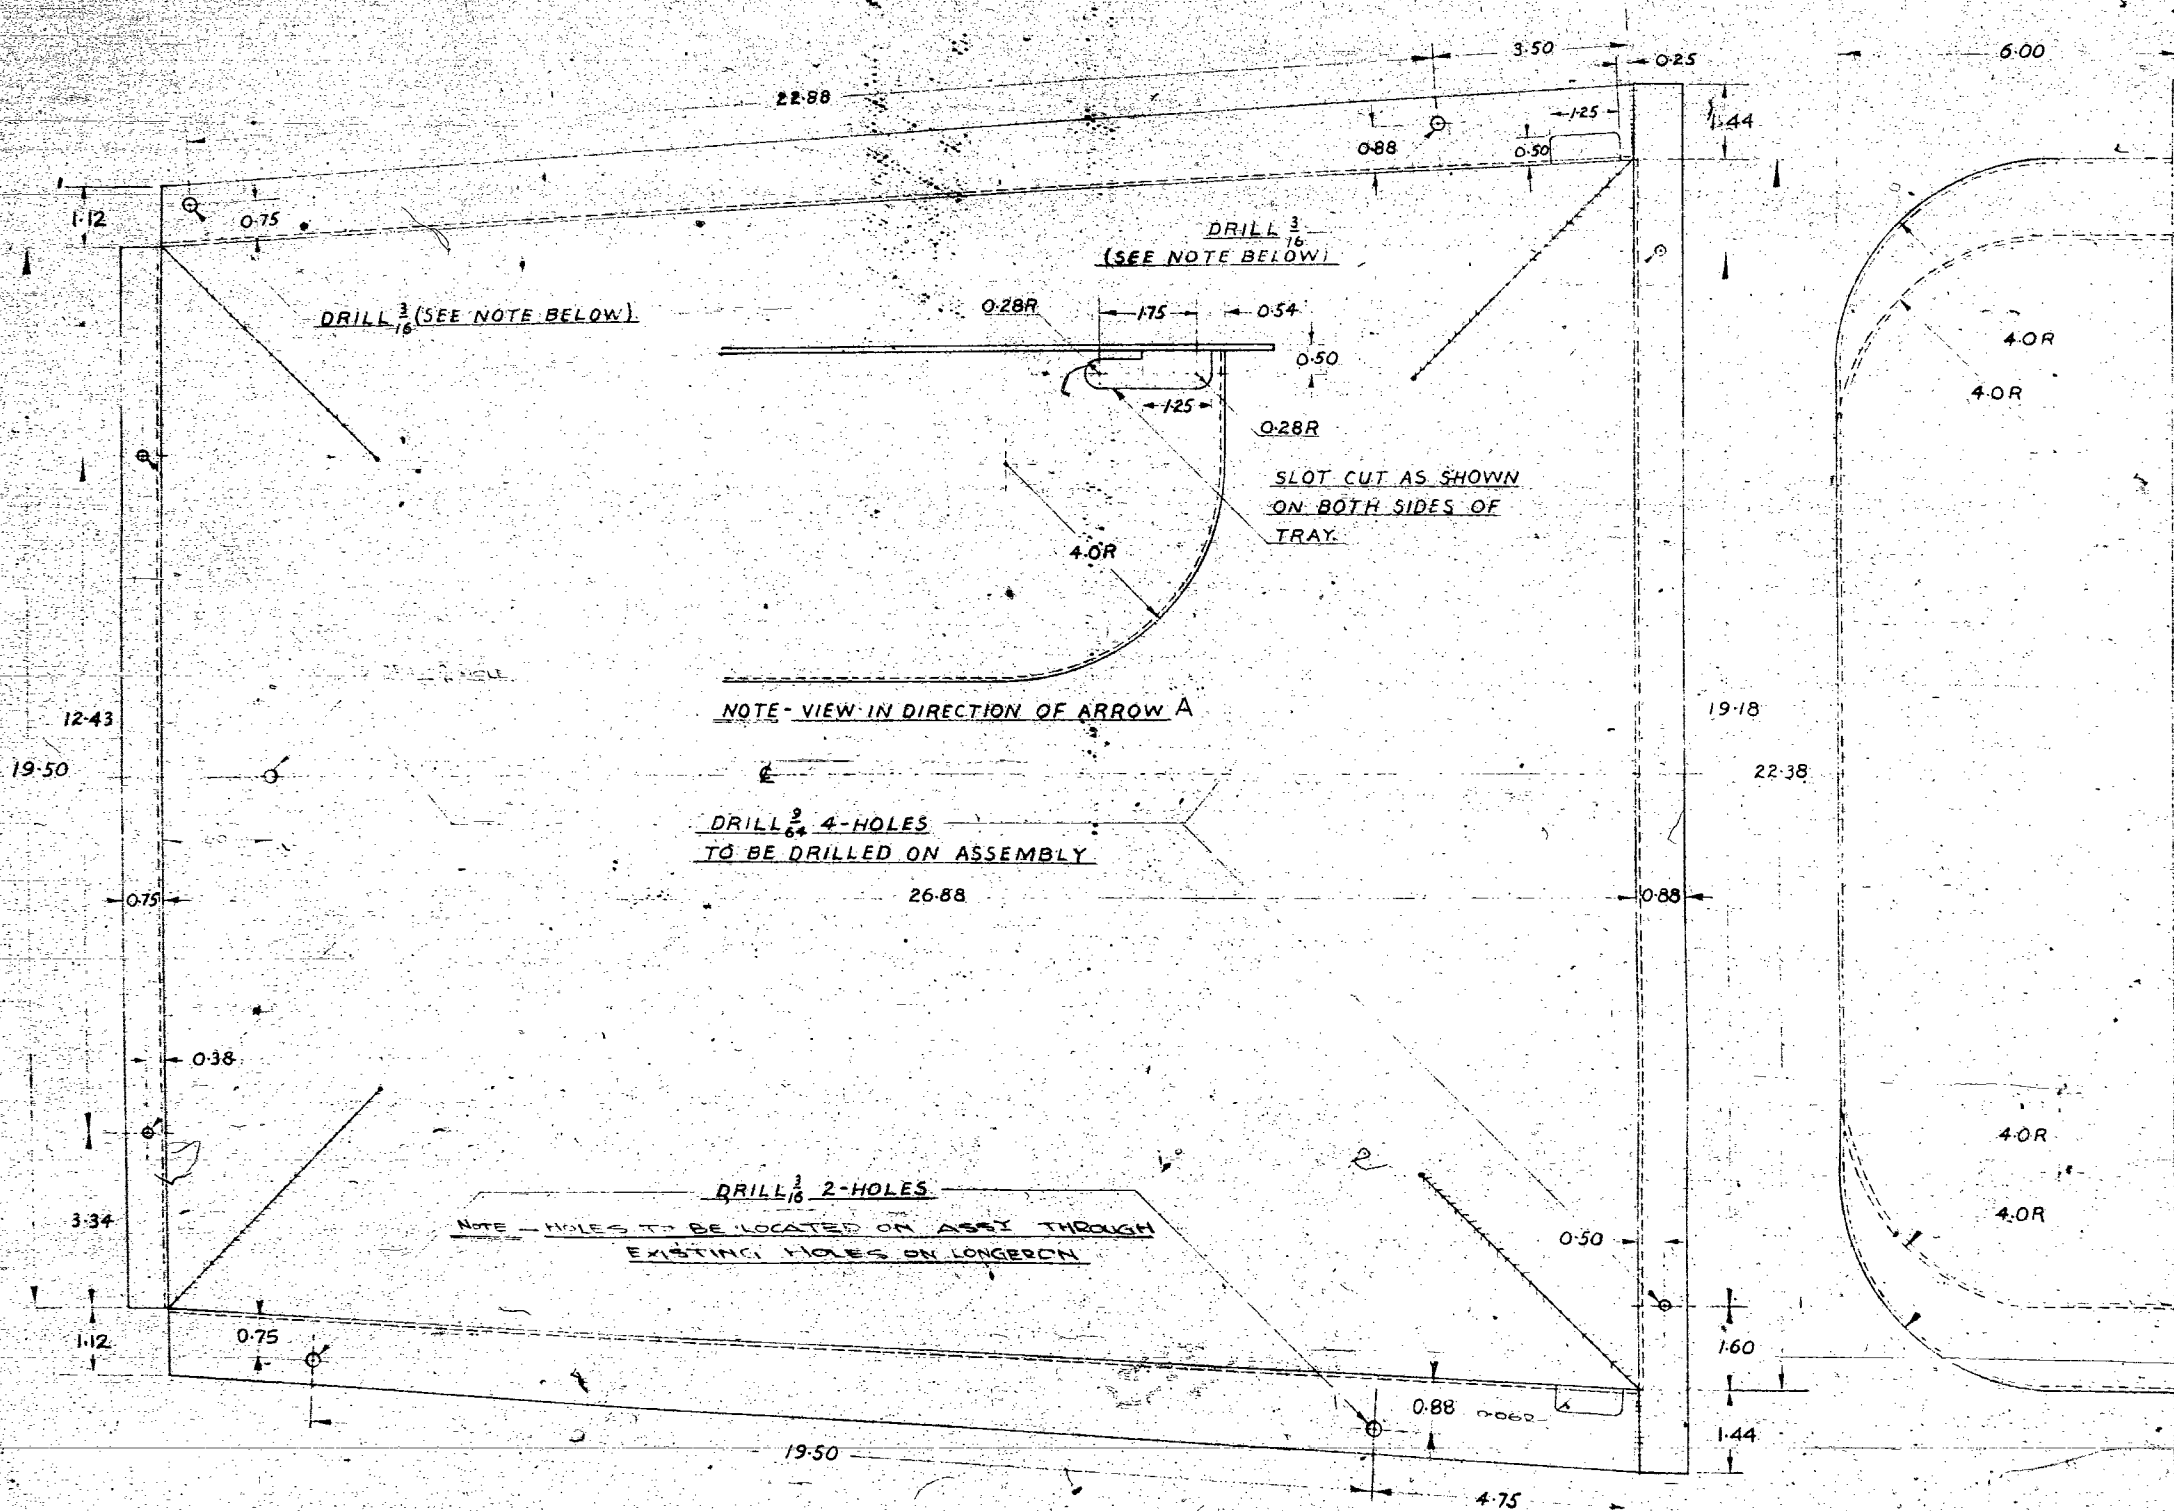 3.50
6.00
0.25
22.88
1.25
1.44
0.88
0.50
1.12
0.75
DRILL 3/16
(SEE NOTE BELOW)
DRILL 3/16 (SEE NOTE BELOW)
0.28R
1.75
0.54
0.50
4.0R
4.0R
1.25
0.28R
SLOT CUT AS SHOWN
ON BOTH SIDES OF
TRAY.
4.0R
NOTE - VIEW IN DIRECTION OF ARROW A
12.43
19.18
19.50
22.38
DRILL 9/64 4-HOLES
TO BE DRILLED ON ASSEMBLY
0.75
26.88
0.88
0.38
4.0R
DRILL 3/16 2-HOLES
3.34
4.0R
NOTE - HOLES TO BE LOCATED ON ASSY THROUGH
EXISTING HOLES ON LONGERON
0.50
1.12
0.75
1.60
0.88
1.44
19.50
4.75